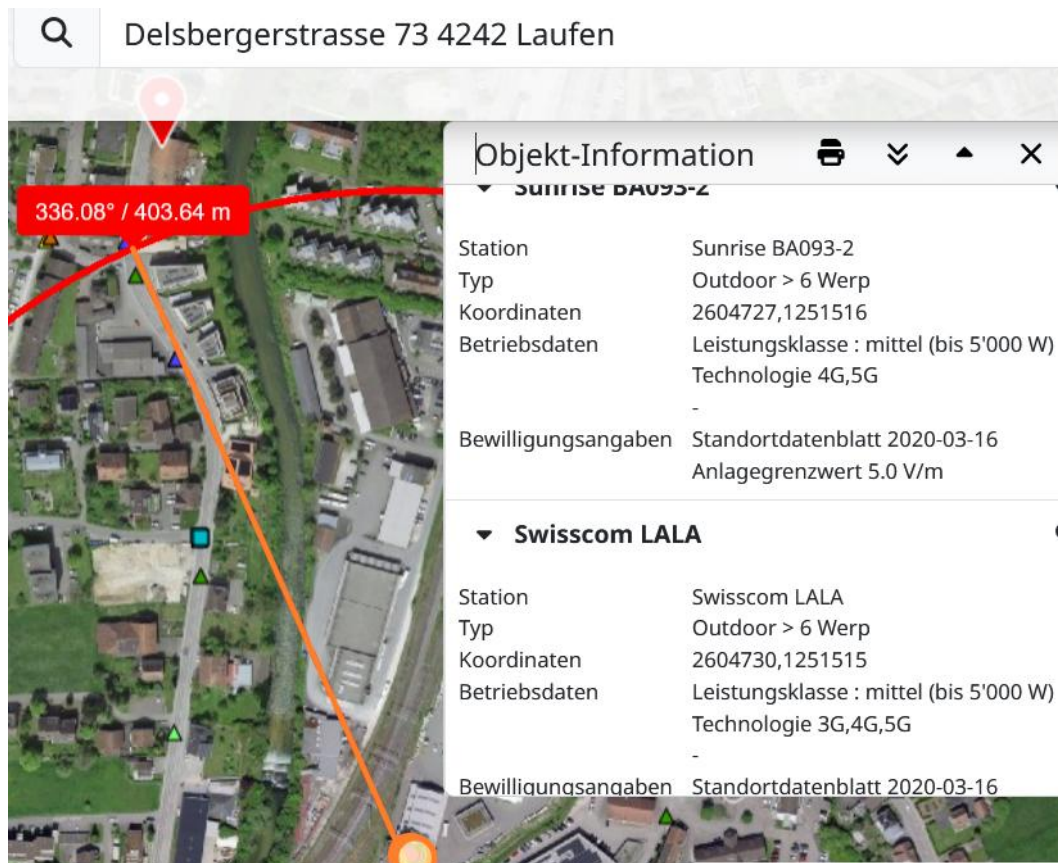 Delsbergerstrasse 73 4242 Laufen
Objekt-Information
Sunrise BA093-2
336.08° / 403.64 m
Station Sunrise BA093-2
Typ Outdoor > 6 Werp
Koordinaten 2604727,1251516
Betriebsdaten Leistungsklasse : mittel (bis 5'000 W)
Technologie 4G,5G
-
Bewilligungsangaben Standortdatenblatt 2020-03-16
Anlagegrenzwert 5.0 V/m
Swisscom LALA
Station Swisscom LALA
Typ Outdoor > 6 Werp
Koordinaten 2604730,1251515
Betriebsdaten Leistungsklasse : mittel (bis 5'000 W)
Technologie 3G,4G,5G
-
Bewilligungsangaben Standortdatenblatt 2020-03-16